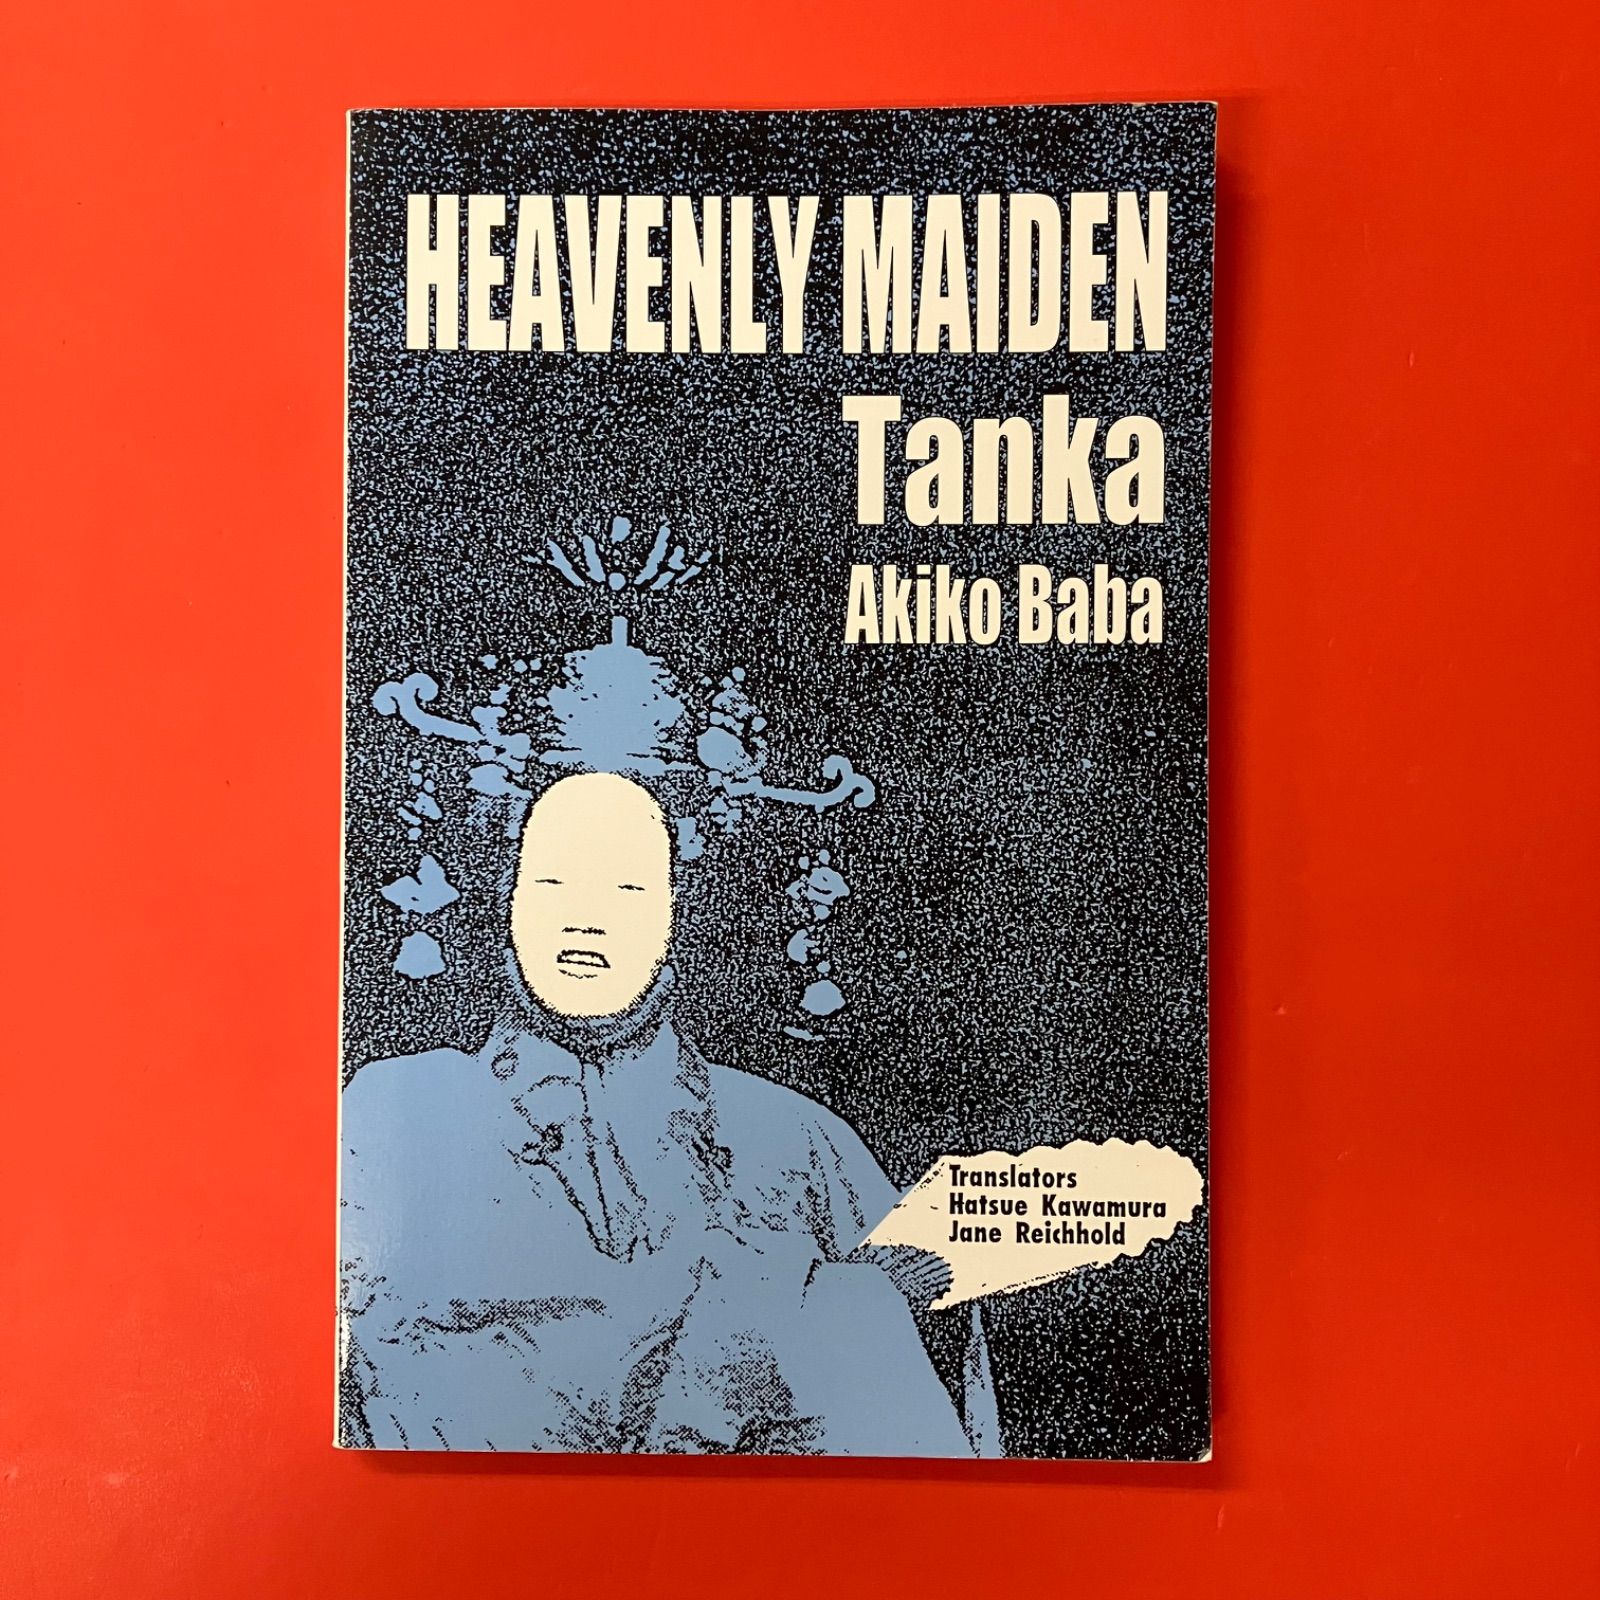 HEAVENLY MAIDEN
Tanka
Akiko Baba
Translators
Hatsue Kawamura
Jane Reichhold